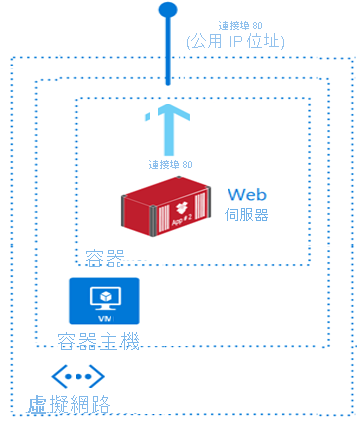 連接埠 80
(公用 IP 位址)
連接埠 80
App # 2
Web
伺服器
容器
VM
容器主機
虛擬網路